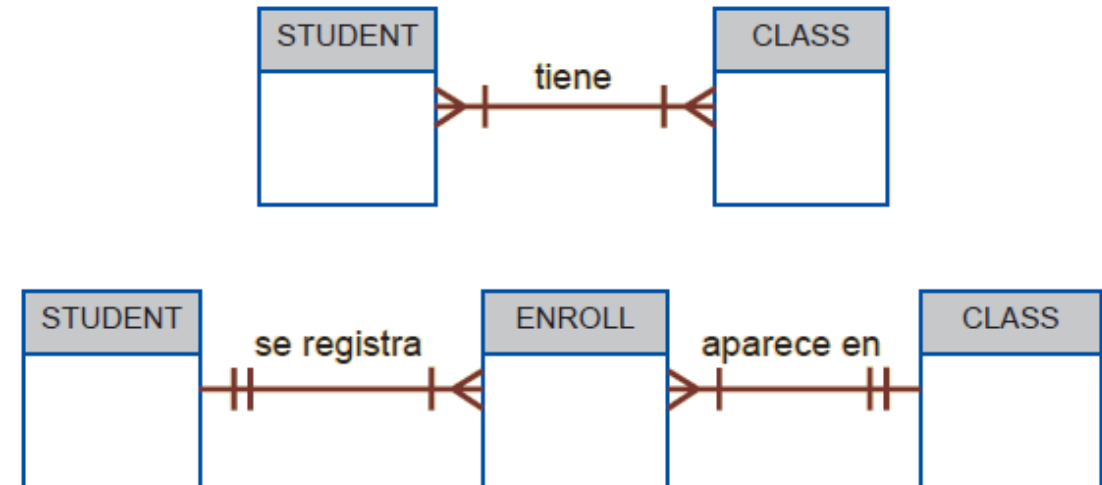 STUDENT
CLASS
tiene
STUDENT
ENROLL
CLASS
se registra
aparece en